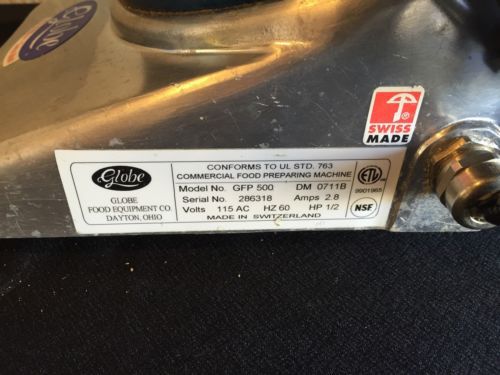 Globe
SWISS
MADE
Globe
GLOBE
FOOD EQUIPMENT CO.
DAYTON, OHIO
CONFORMS TO UL STD. 763
COMMERCIAL FOOD PREPARING MACHINE
Model No. GFP 500 DM 0711B
Serial No. 286318 Amps 2.8
Volts 115 AC HZ 60 HP 1/2
MADE IN SWITZERLAND
ETL
9901965
NSF